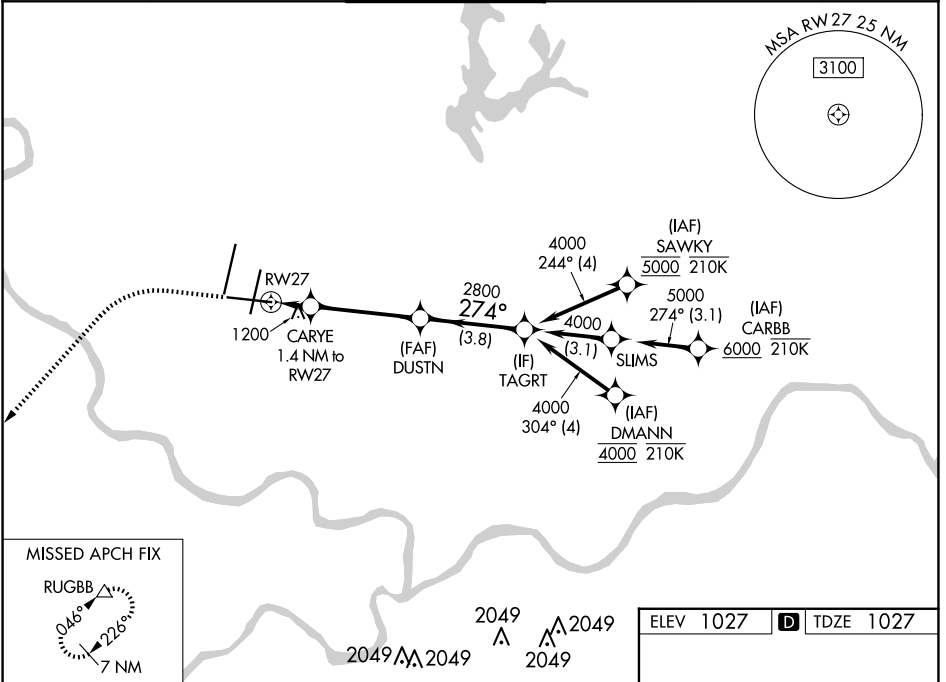 MSA RW27 25 NM
3100
(IAF)
SAWKY
5000 210K
4000
244° (4)
5000
274° (3.1)
(IAF)
CARBB
6000 210K
RW27
2800
274°
(3.8)
4000
(3.1)
SLIMS
1200
CARYE
1.4 NM to
RW27
(FAF)
DUSTN
(IF)
TAGRT
4000
304° (4)
(IAF)
DMANN
4000 210K
MISSED APCH FIX
RUGBB
046°
226°
7 NM
2049
2049
2049
2049
2049
ELEV 1027 D TDZE 1027